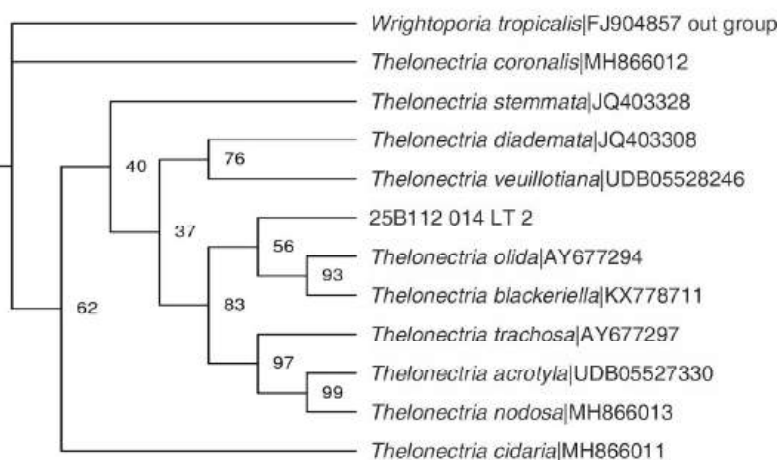 Wrightoporia tropicalis|FJ904857 out group
Thelonectria coronalis|MH866012
Thelonectria stemmata|JQ403328
Thelonectria diademata|JQ403308
40
76
Thelonectria veuillotiana|UDB05528246
25B112 014 LT 2
37
56
Thelonectria olida|AY677294
93
Thelonectria blackeriella|KX778711
62
83
Thelonectria trachosa|AY677297
97
Thelonectria acrotyla|UDB05527330
99
Thelonectria nodosa|MH866013
Thelonectria cidaria|MH866011